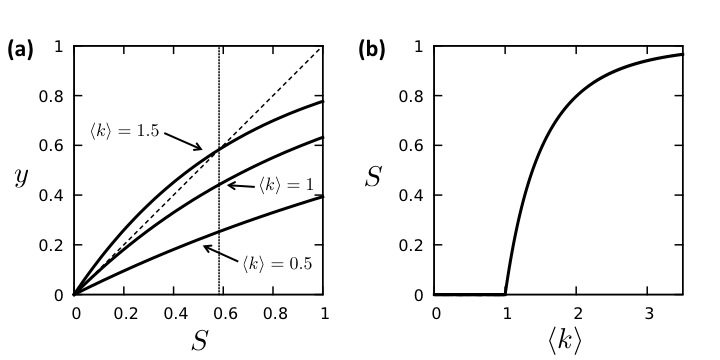 (a)
1
0.8
0.6
0.4
0.2
0
y
⟨k⟩ = 1.5
⟨k⟩ = 1
⟨k⟩ = 0.5
0 0.2 0.4 0.6 0.8 1
S
(b)
1
0.8
0.6
0.4
0.2
0
S
0 1 2 3
⟨k⟩